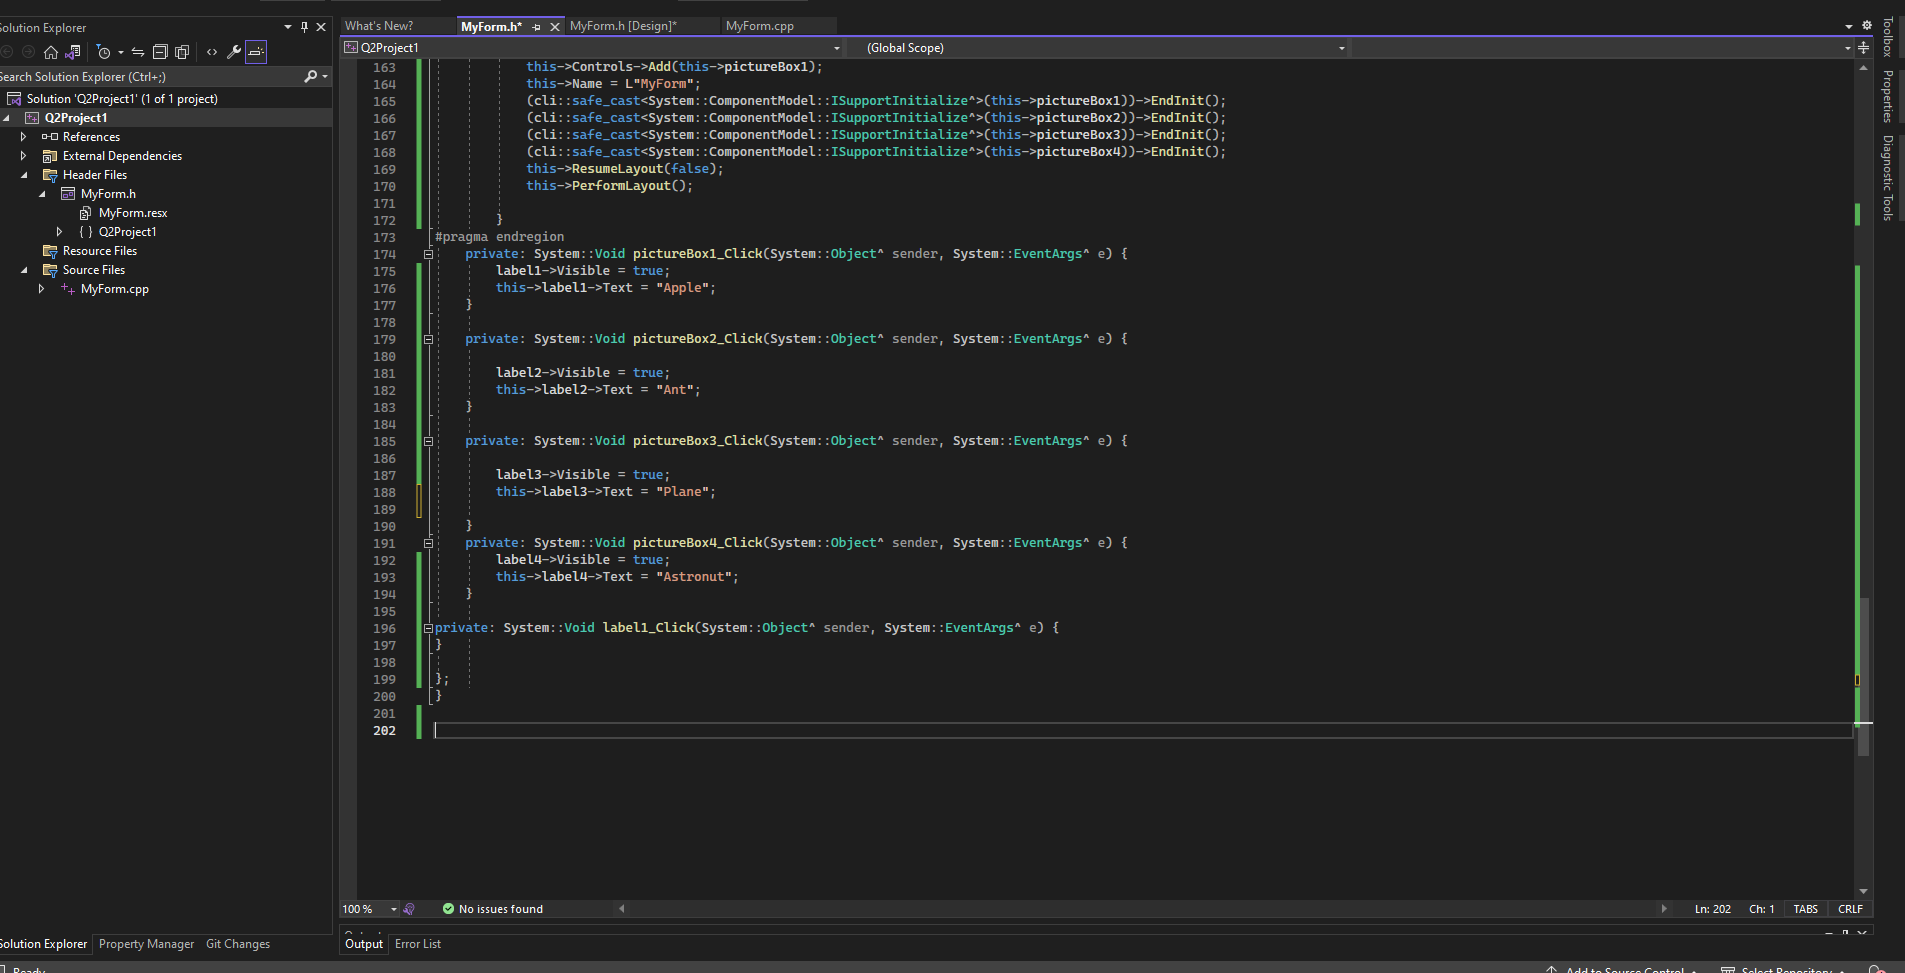 Solution Explorer
Search Solution Explorer (Ctrl+;)
Solution 'Q2Project1' (1 of 1 project)
Q2Project1
References
External Dependencies
Header Files
MyForm.h
MyForm.resx
{ } Q2Project1
Resource Files
Source Files
MyForm.cpp
Solution Explorer Property Manager Git Changes
What's New? MyForm.h* MyForm.h [Design]* MyForm.cpp
Q2Project1 (Global Scope)
163 this->Controls->Add(this->pictureBox1);
164 this->Name = L"MyForm";
165 (cli::safe_cast<System::ComponentModel::ISupportInitialize^>(this->pictureBox1))->EndInit();
166 (cli::safe_cast<System::ComponentModel::ISupportInitialize^>(this->pictureBox2))->EndInit();
167 (cli::safe_cast<System::ComponentModel::ISupportInitialize^>(this->pictureBox3))->EndInit();
168 (cli::safe_cast<System::ComponentModel::ISupportInitialize^>(this->pictureBox4))->EndInit();
169 this->ResumeLayout(false);
170 this->PerformLayout();
171
172 }
173 #pragma endregion
174 private: System::Void pictureBox1_Click(System::Object^ sender, System::EventArgs^ e) {
175 label1->Visible = true;
176 this->label1->Text = "Apple";
177 }
178
179 private: System::Void pictureBox2_Click(System::Object^ sender, System::EventArgs^ e) {
180
181 label2->Visible = true;
182 this->label2->Text = "Ant";
183 }
184
185 private: System::Void pictureBox3_Click(System::Object^ sender, System::EventArgs^ e) {
186
187 label3->Visible = true;
188 this->label3->Text = "Plane";
189
190 }
191 private: System::Void pictureBox4_Click(System::Object^ sender, System::EventArgs^ e) {
192 label4->Visible = true;
193 this->label4->Text = "Astronut";
194 }
195
196 private: System::Void label1_Click(System::Object^ sender, System::EventArgs^ e) {
197 }
198
199 };
200 }
201
202
100 % No issues found Ln: 202 Ch: 1 TABS CRLF
Output
Output Error List
Toolbox
Properties
Diagnostic Tools
Ready Add to Source Control Select Repository